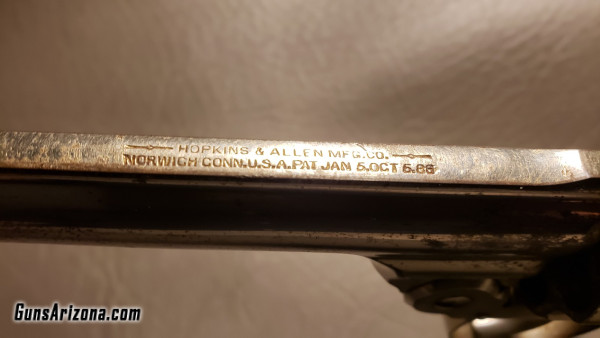 HOPKINS & ALLEN MFG. CO.
NORWICH CONN. U.S.A. PAT. JAN 5. OCT 5. 86
GunsArizona.com